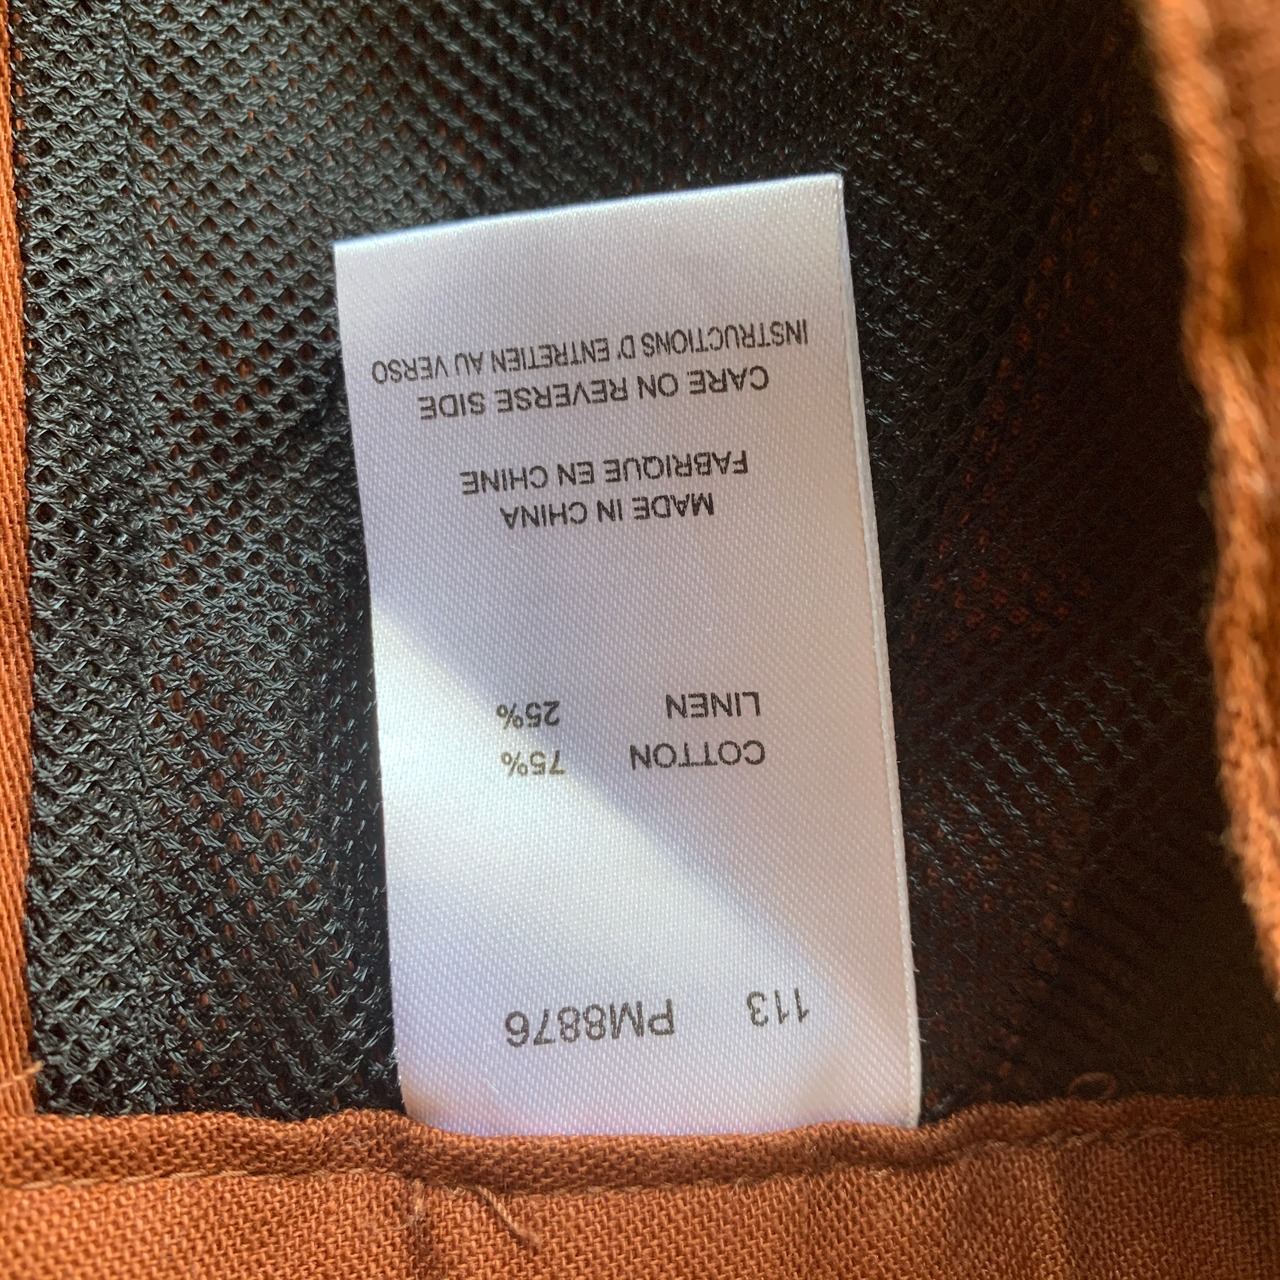 113 PM8876
COTTON 75%
LINEN 25%
MADE IN CHINA
FABRIQUE EN CHINE
CARE ON REVERSE SIDE
INSTRUCTIONS D'ENTRETIEN AU VERSO